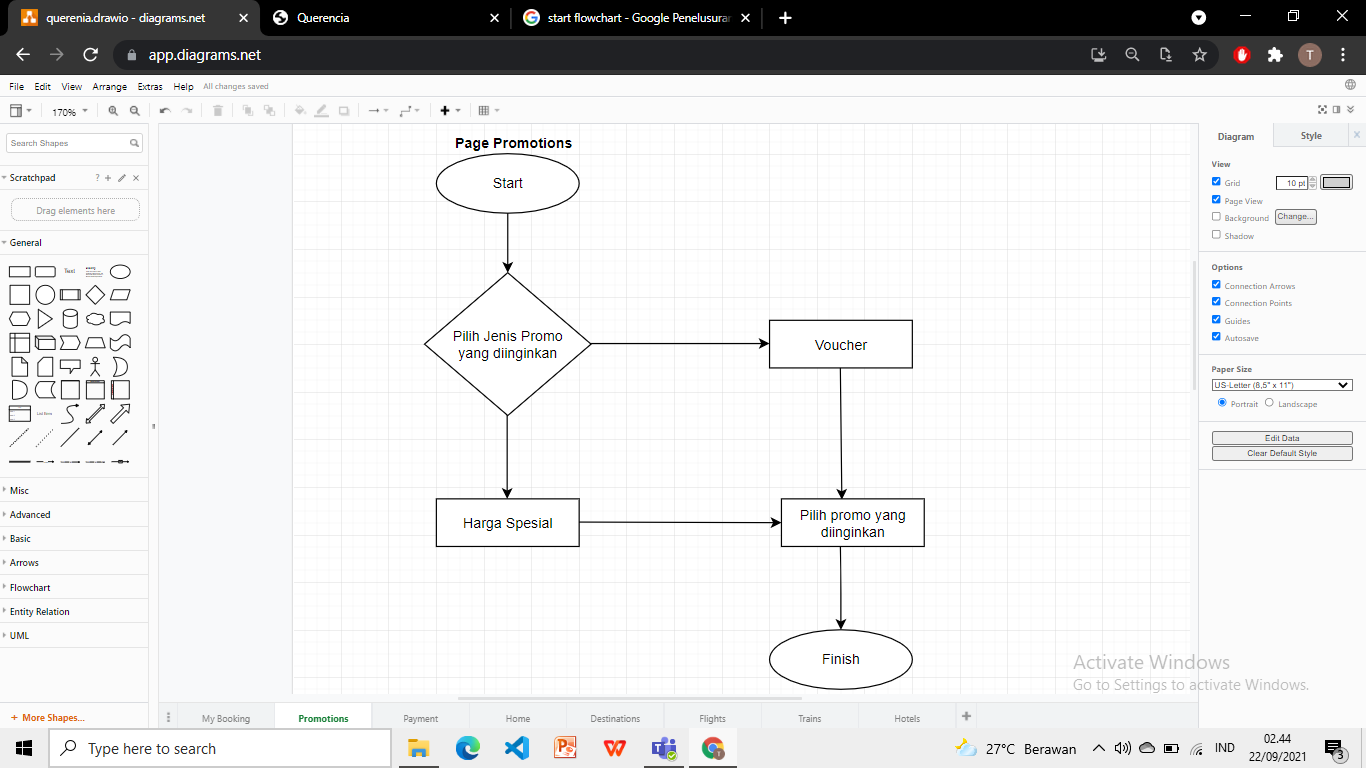 querenia.drawio - diagrams.net
Querencia
start flowchart - Google Penelusuran
app.diagrams.net
T
File Edit View Arrange Extras Help All changes saved
170%
Search Shapes
Scratchpad
?
Drag elements here
General
Text
Misc
Advanced
Basic
Arrows
Flowchart
Entity Relation
UML
+ More Shapes...
Page Promotions
Start
Pilih Jenis Promo
yang diinginkan
Voucher
Harga Spesial
Pilih promo yang
diinginkan
Finish
Diagram Style
View
Grid 10 pt
Page View
Background Change...
Shadow
Options
Connection Arrows
Connection Points
Guides
Autosave
Paper Size
US-Letter (8,5" x 11")
Portrait Landscape
Edit Data
Clear Default Style
Activate Windows
Go to Settings to activate Windows.
My Booking Promotions Payment Home Destinations Flights Trains Hotels
Type here to search
27°C Berawan
IND
02.44
22/09/2021
3